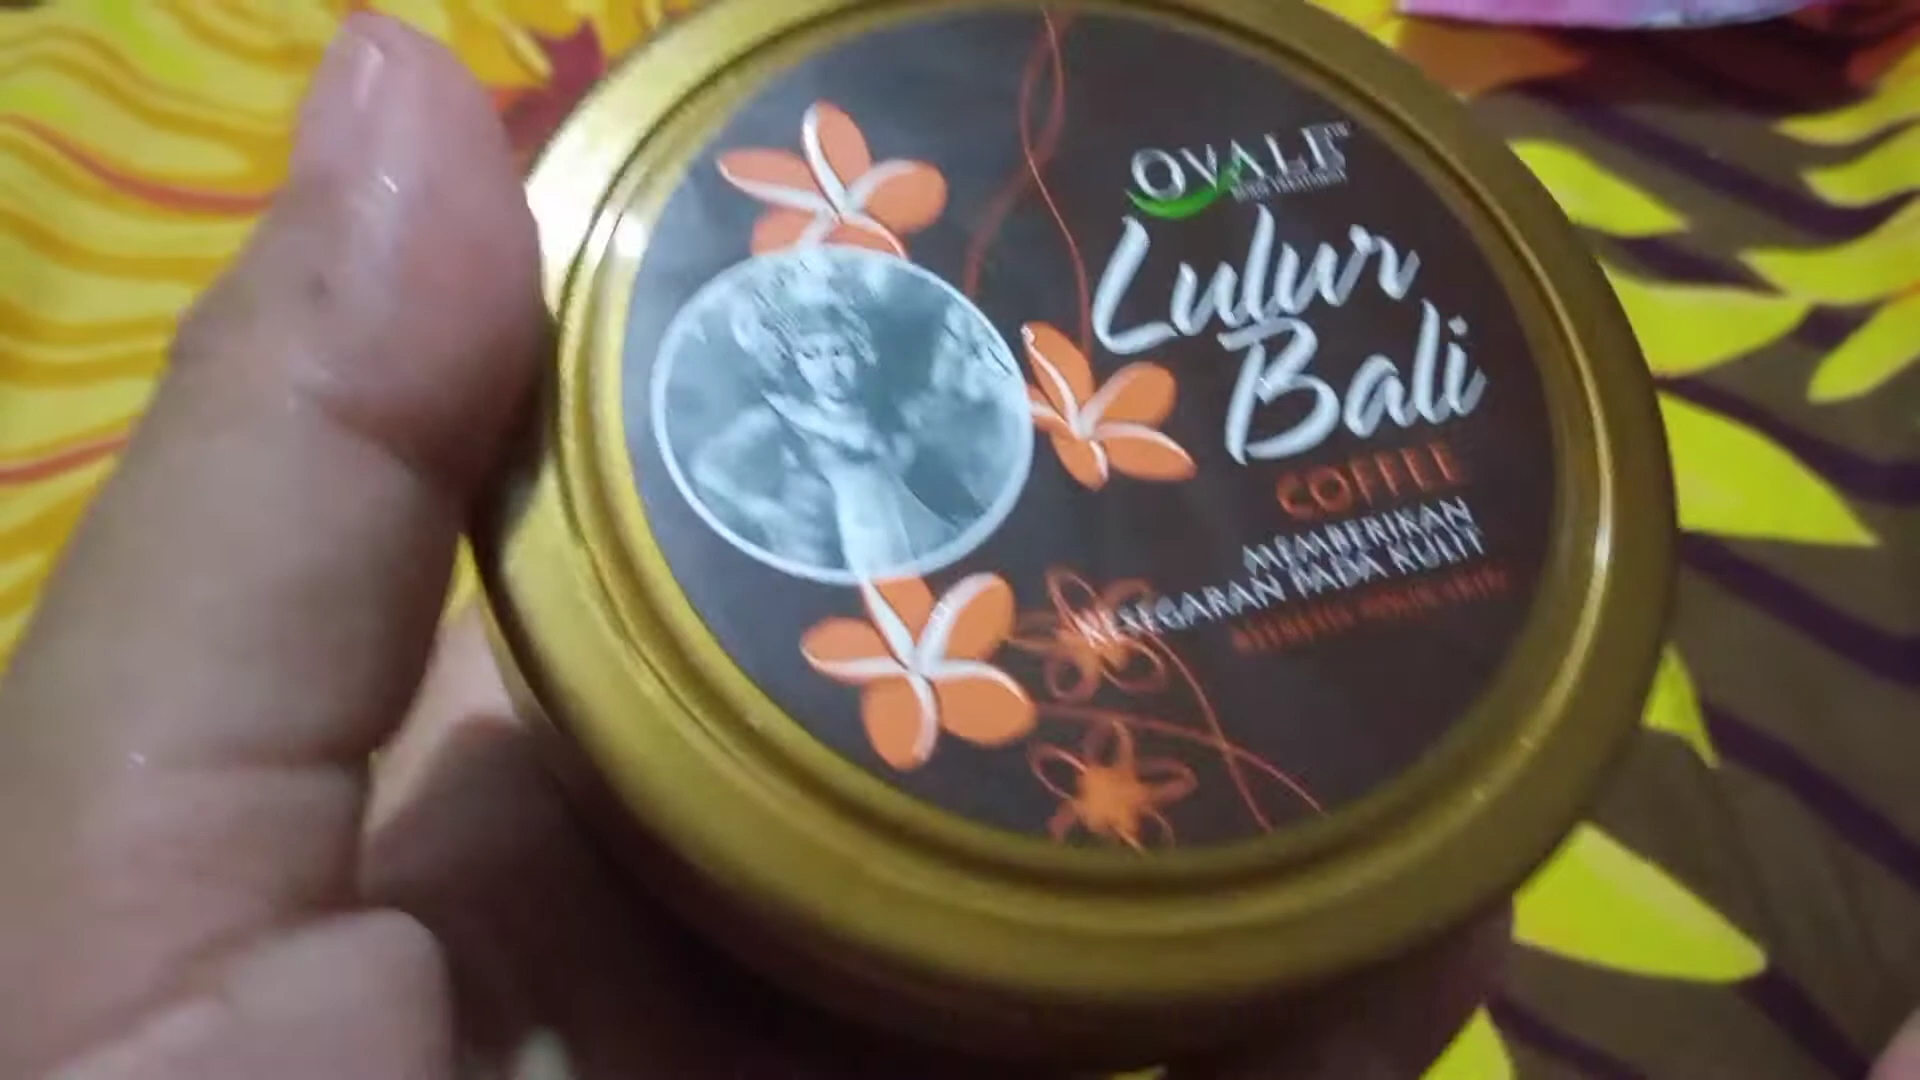 OVALE
Lulur
Bali
COFFEE
MEMBERIKAN
KESEGARAN PADA KULIT